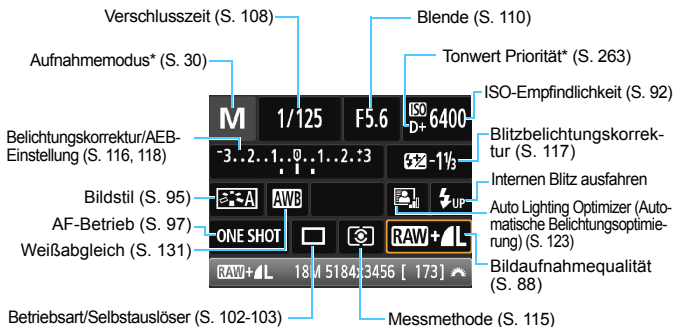 Verschlusszeit (S. 108)
Blende (S. 110)
Aufnahmemodus* (S. 30)
Tonwert Priorität* (S. 263)
ISO-Empfindlichkeit (S. 92)
M 1/125 F5.6 ISO D+ 6400
Belichtungskorrektur/AEB-
Einstellung (S. 116, 118)
-3..2..1..0..1..2.:3
-1⅓
Blitzbelichtungskorrek-
tur (S. 117)
Internen Blitz ausfahren
Bildstil (S. 95)
A AWB UP
Auto Lighting Optimizer (Auto-
matische Belichtungsoptimie-
rung) (S. 123)
AF-Betrieb (S. 97)
ONE SHOT RAW+L
Weißabgleich (S. 131)
Bildaufnahmequalität
(S. 88)
RAW+L 18M 5184x3456 [ 173]
Betriebsart/Selbstauslöser (S. 102-103)
Messmethode (S. 115)